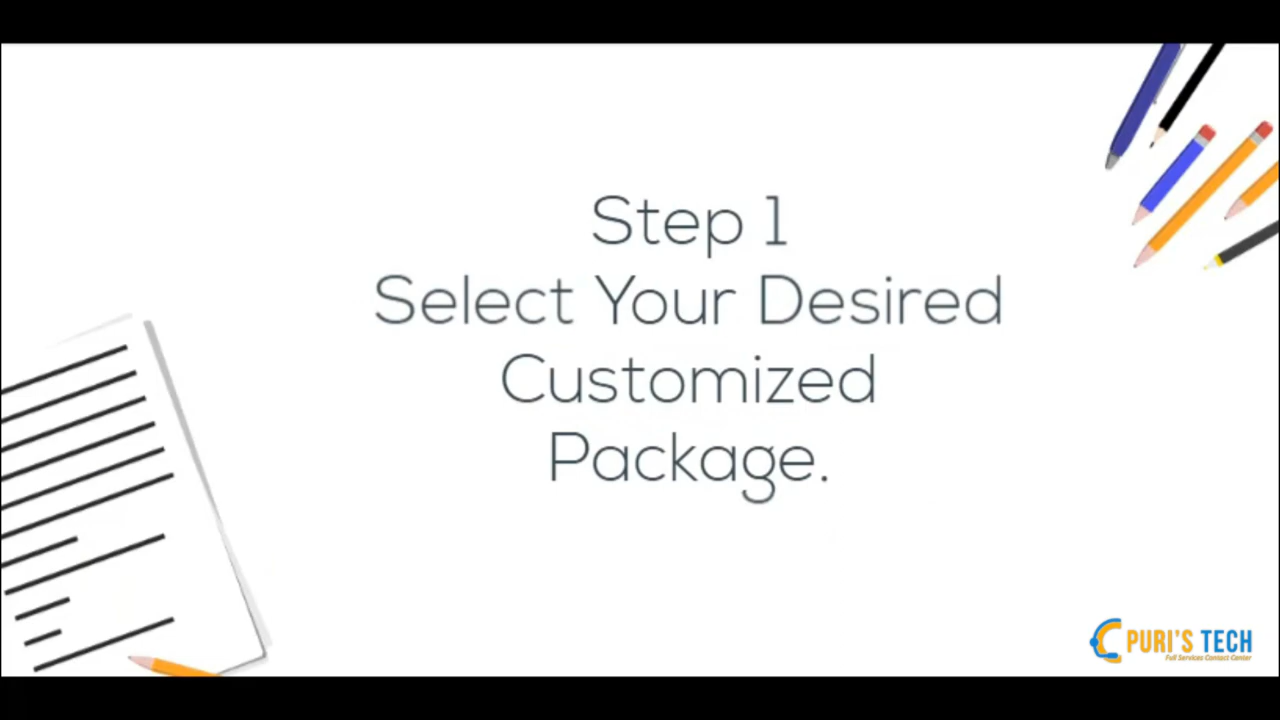 Step 1
Select Your Desired
Customized
Package.
PURI'S TECH
Full Services Contact Center